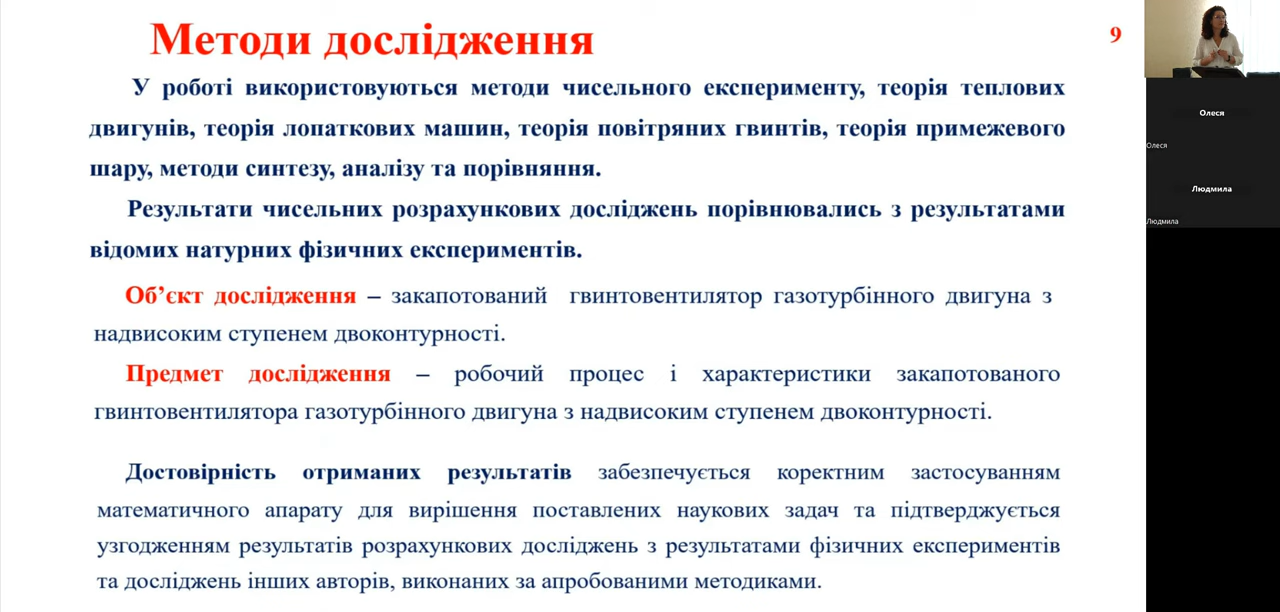 Методи дослідження
9
У роботі використовуються методи чисельного експерименту, теорія теплових
двигунів, теорія лопаткових машин, теорія повітряних гвинтів, теорія примежевого
шару, методи синтезу, аналізу та порівняння.
Результати чисельних розрахункових досліджень порівнювались з результатами
відомих натурних фізичних експериментів.
Об’єкт дослідження – закапотований гвинтовентилятор газотурбінного двигуна з
надвисоким ступенем двоконтурності.
Предмет дослідження – робочий процес і характеристики закапотованого
гвинтовентилятора газотурбінного двигуна з надвисоким ступенем двоконтурності.
Достовірність отриманих результатів забезпечується коректним застосуванням
математичного апарату для вирішення поставлених наукових задач та підтверджується
узгодженням результатів розрахункових досліджень з результатами фізичних експериментів
та досліджень інших авторів, виконаних за апробованими методиками.
Олеся
Олеся
Людмила
Людмила